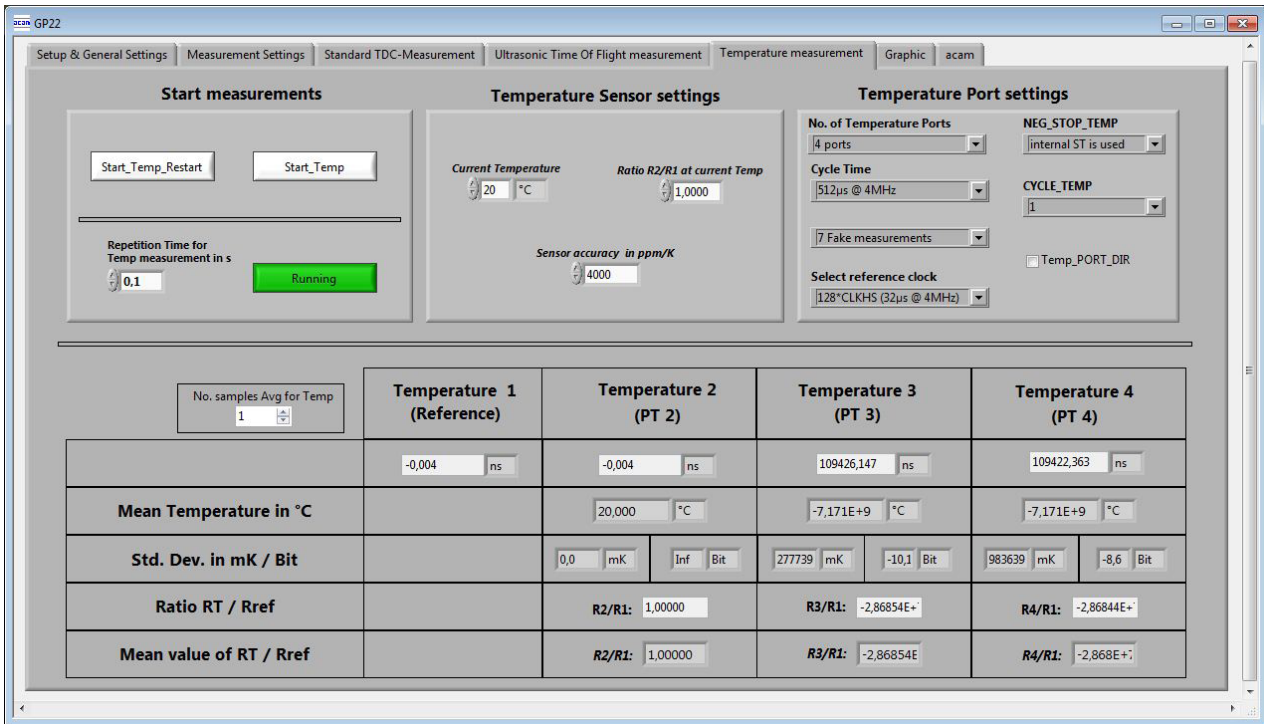 acam GP22
Setup & General Settings Measurement Settings Standard TDC-Measurement Ultrasonic Time Of Flight measurement Temperature measurement Graphic acam
Start measurements
Start_Temp_Restart Start_Temp
Repetition Time for
Temp measurement in s
0,1 Running
Temperature Sensor settings
Current Temperature Ratio R2/R1 at current Temp
20 °C 1,0000
Sensor accuracy in ppm/K
4000
Temperature Port settings
No. of Temperature Ports NEG_STOP_TEMP
4 ports internal ST is used
Cycle Time
512µs @ 4MHz
CYCLE_TEMP
1
7 Fake measurements
Temp_PORT_DIR
Select reference clock
128*CLKHS (32µs @ 4MHz)
No. samples Avg for Temp
1
Temperature 1 Temperature 2 Temperature 3 Temperature 4
(Reference) (PT 2) (PT 3) (PT 4)
-0,004 ns -0,004 ns 109426,147 ns 109422,363 ns
Mean Temperature in °C 20,000 °C -7,171E+9 °C -7,171E+9 °C
Std. Dev. in mK / Bit 0,0 mK Inf Bit 277739 mK -10,1 Bit 983639 mK -8,6 Bit
Ratio RT / Rref R2/R1: 1,00000 R3/R1: -2,86854E+ R4/R1: -2,86844E+
Mean value of RT / Rref R2/R1: 1,00000 R3/R1: -2,86854E R4/R1: -2,868E+7